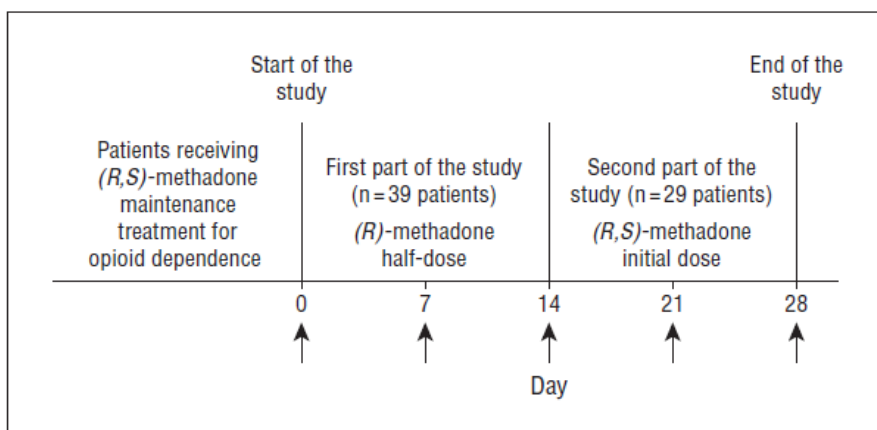 Start of the
study
End of the
study
Patients receiving
(R,S)-methadone
maintenance
treatment for
opioid dependence
First part of the study
(n=39 patients)
(R)-methadone
half-dose
Second part of the
study (n=29 patients)
(R,S)-methadone
initial dose
0
7
14
21
28
Day